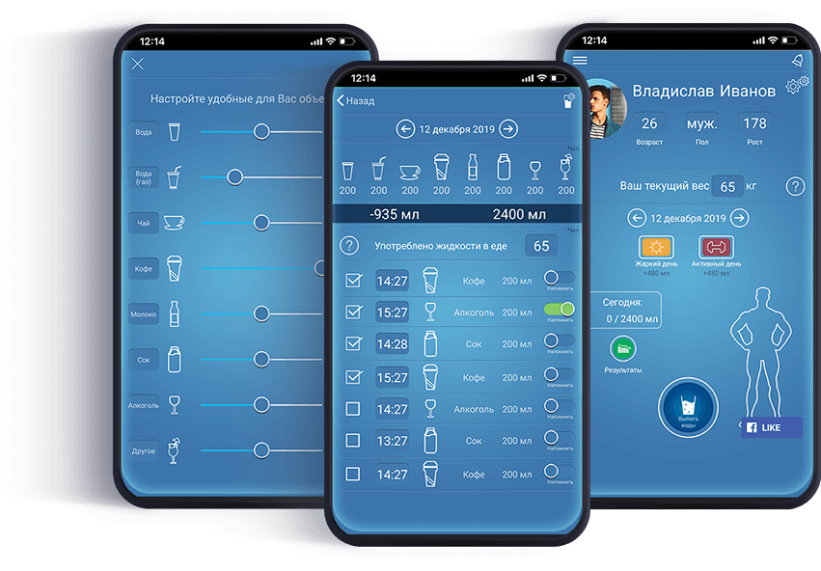 12:14
Настройте удобные для Вас объе
Вода
Вода
(газ)
Чай
Кофе
Молоко
Сок
Алкоголь
Другое
12:14
Назад
12 декабря 2019
*мл
200 200 200 200 200 200 200 200
-935 мл 2400 мл
*мл
Употреблено жидкости в еде 65
14:27 Кофе 200 мл Напомнить
15:27 Алкоголь 200 мл Напомнить
14:28 Сок 200 мл Напомнить
15:27 Кофе 200 мл Напомнить
14:27 Алкоголь 200 мл Напомнить
13:27 Сок 200 мл Напомнить
14:27 Кофе 200 мл Напомнить
12:14
Владислав Иванов
26 муж. 178
Возраст Пол Рост
Ваш текущий вес 65 кг ?
12 декабря 2019
Жаркий день Активный день
+480 мл +480 мл
Сегодня:
0 / 2400 мл
Результаты
Выпить
воды
LIKE